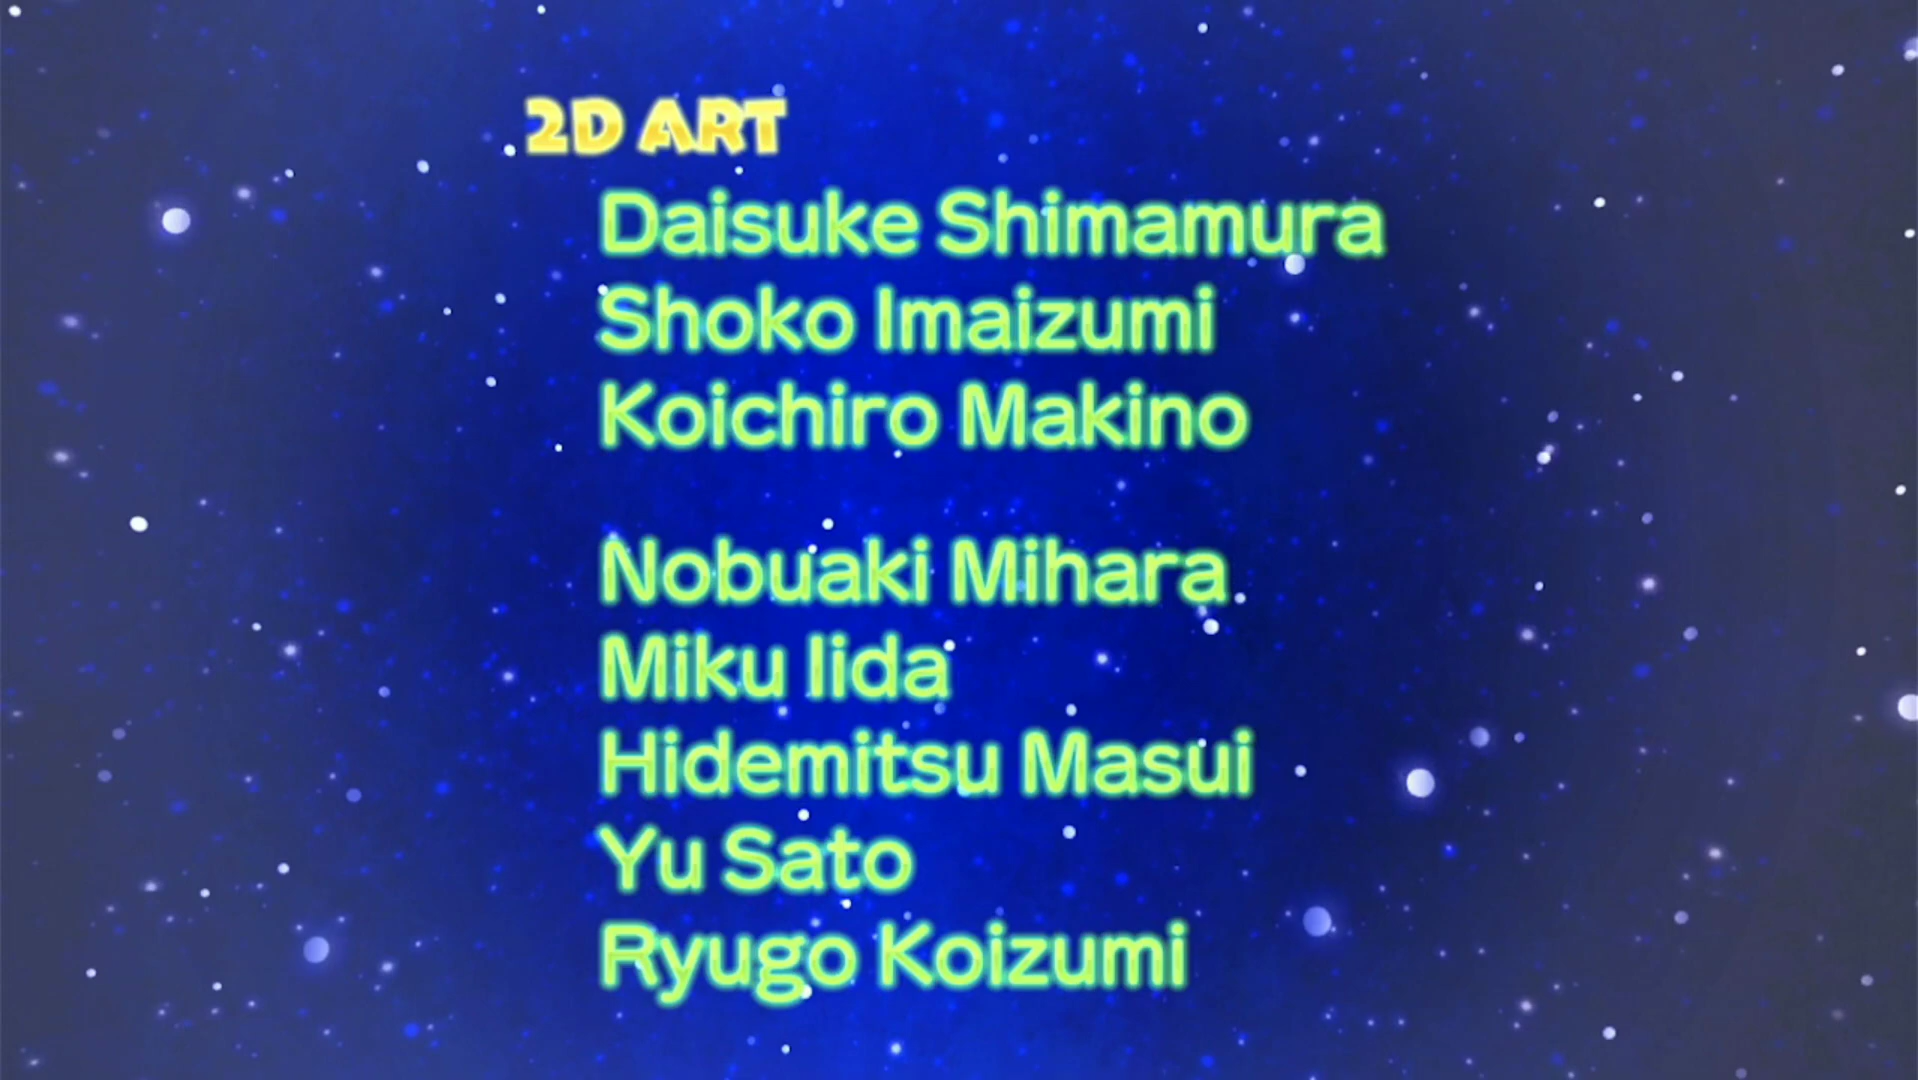 2D ART
Daisuke Shimamura
Shoko Imaizumi
Koichiro Makino
Nobuaki Mihara
Miku Iida
Hidemitsu Masui
Yu Sato
Ryugo Koizumi